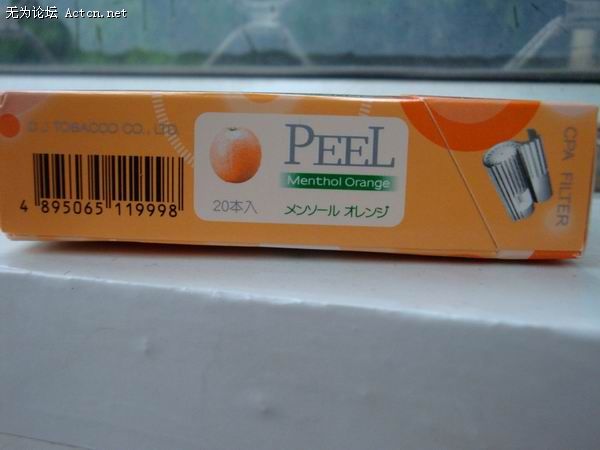 无为论坛 Actcn.net
D J TOBACCO CO., LTD.
4 895065 119998
PEEL
Menthol Orange
20本入
メンソール オレンジ
CPA FILTER